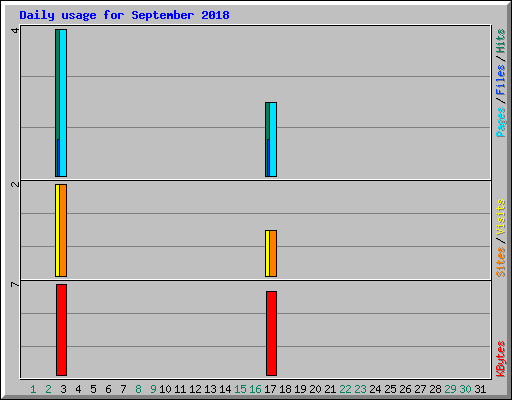 Daily usage for September 2018
4
2
7
Pages / Files / Hits
Sites / Visits
KBytes
1 2 3 4 5 6 7 8 9 10 11 12 13 14 15 16 17 18 19 20 21 22 23 24 25 26 27 28 29 30 31